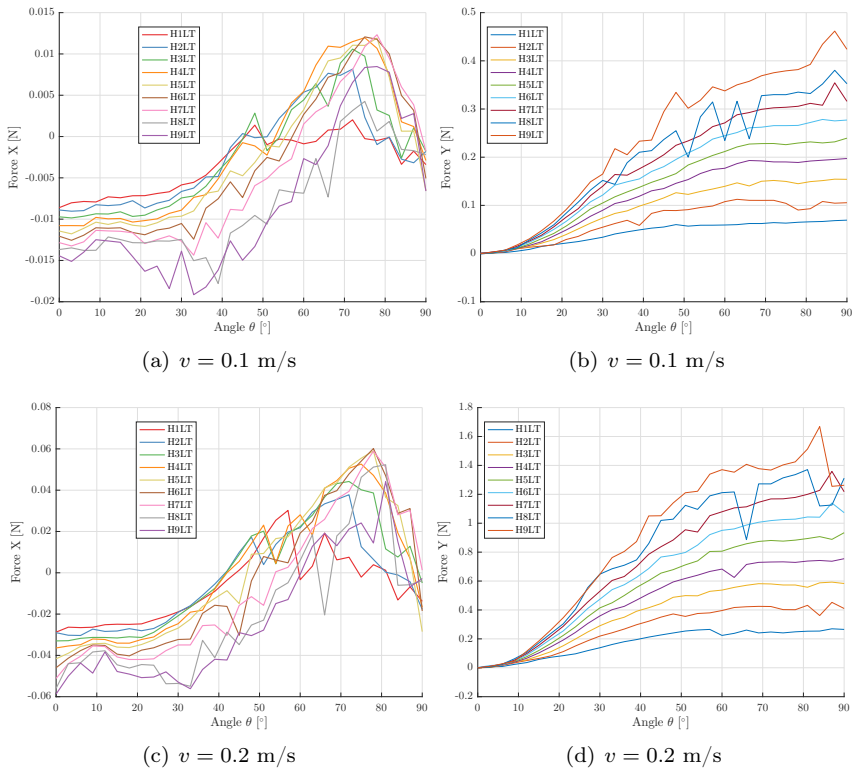 0.015
0.01
0.005
0
-0.005
-0.01
-0.015
-0.02
Force X [N]
H1LT
H2LT
H3LT
H4LT
H5LT
H6LT
H7LT
H8LT
H9LT
0 10 20 30 40 50 60 70 80 90
Angle θ [°]
(a) v = 0.1 m/s
0.5
0.4
0.3
0.2
0.1
0
-0.1
Force Y [N]
H1LT
H2LT
H3LT
H4LT
H5LT
H6LT
H7LT
H8LT
H9LT
0 10 20 30 40 50 60 70 80 90
Angle θ [°]
(b) v = 0.1 m/s
0.08
0.06
0.04
0.02
0
-0.02
-0.04
-0.06
Force X [N]
H1LT
H2LT
H3LT
H4LT
H5LT
H6LT
H7LT
H8LT
H9LT
0 10 20 30 40 50 60 70 80 90
Angle θ [°]
(c) v = 0.2 m/s
1.8
1.6
1.4
1.2
1
0.8
0.6
0.4
0.2
0
-0.2
Force Y [N]
H1LT
H2LT
H3LT
H4LT
H5LT
H6LT
H7LT
H8LT
H9LT
0 10 20 30 40 50 60 70 80 90
Angle θ [°]
(d) v = 0.2 m/s